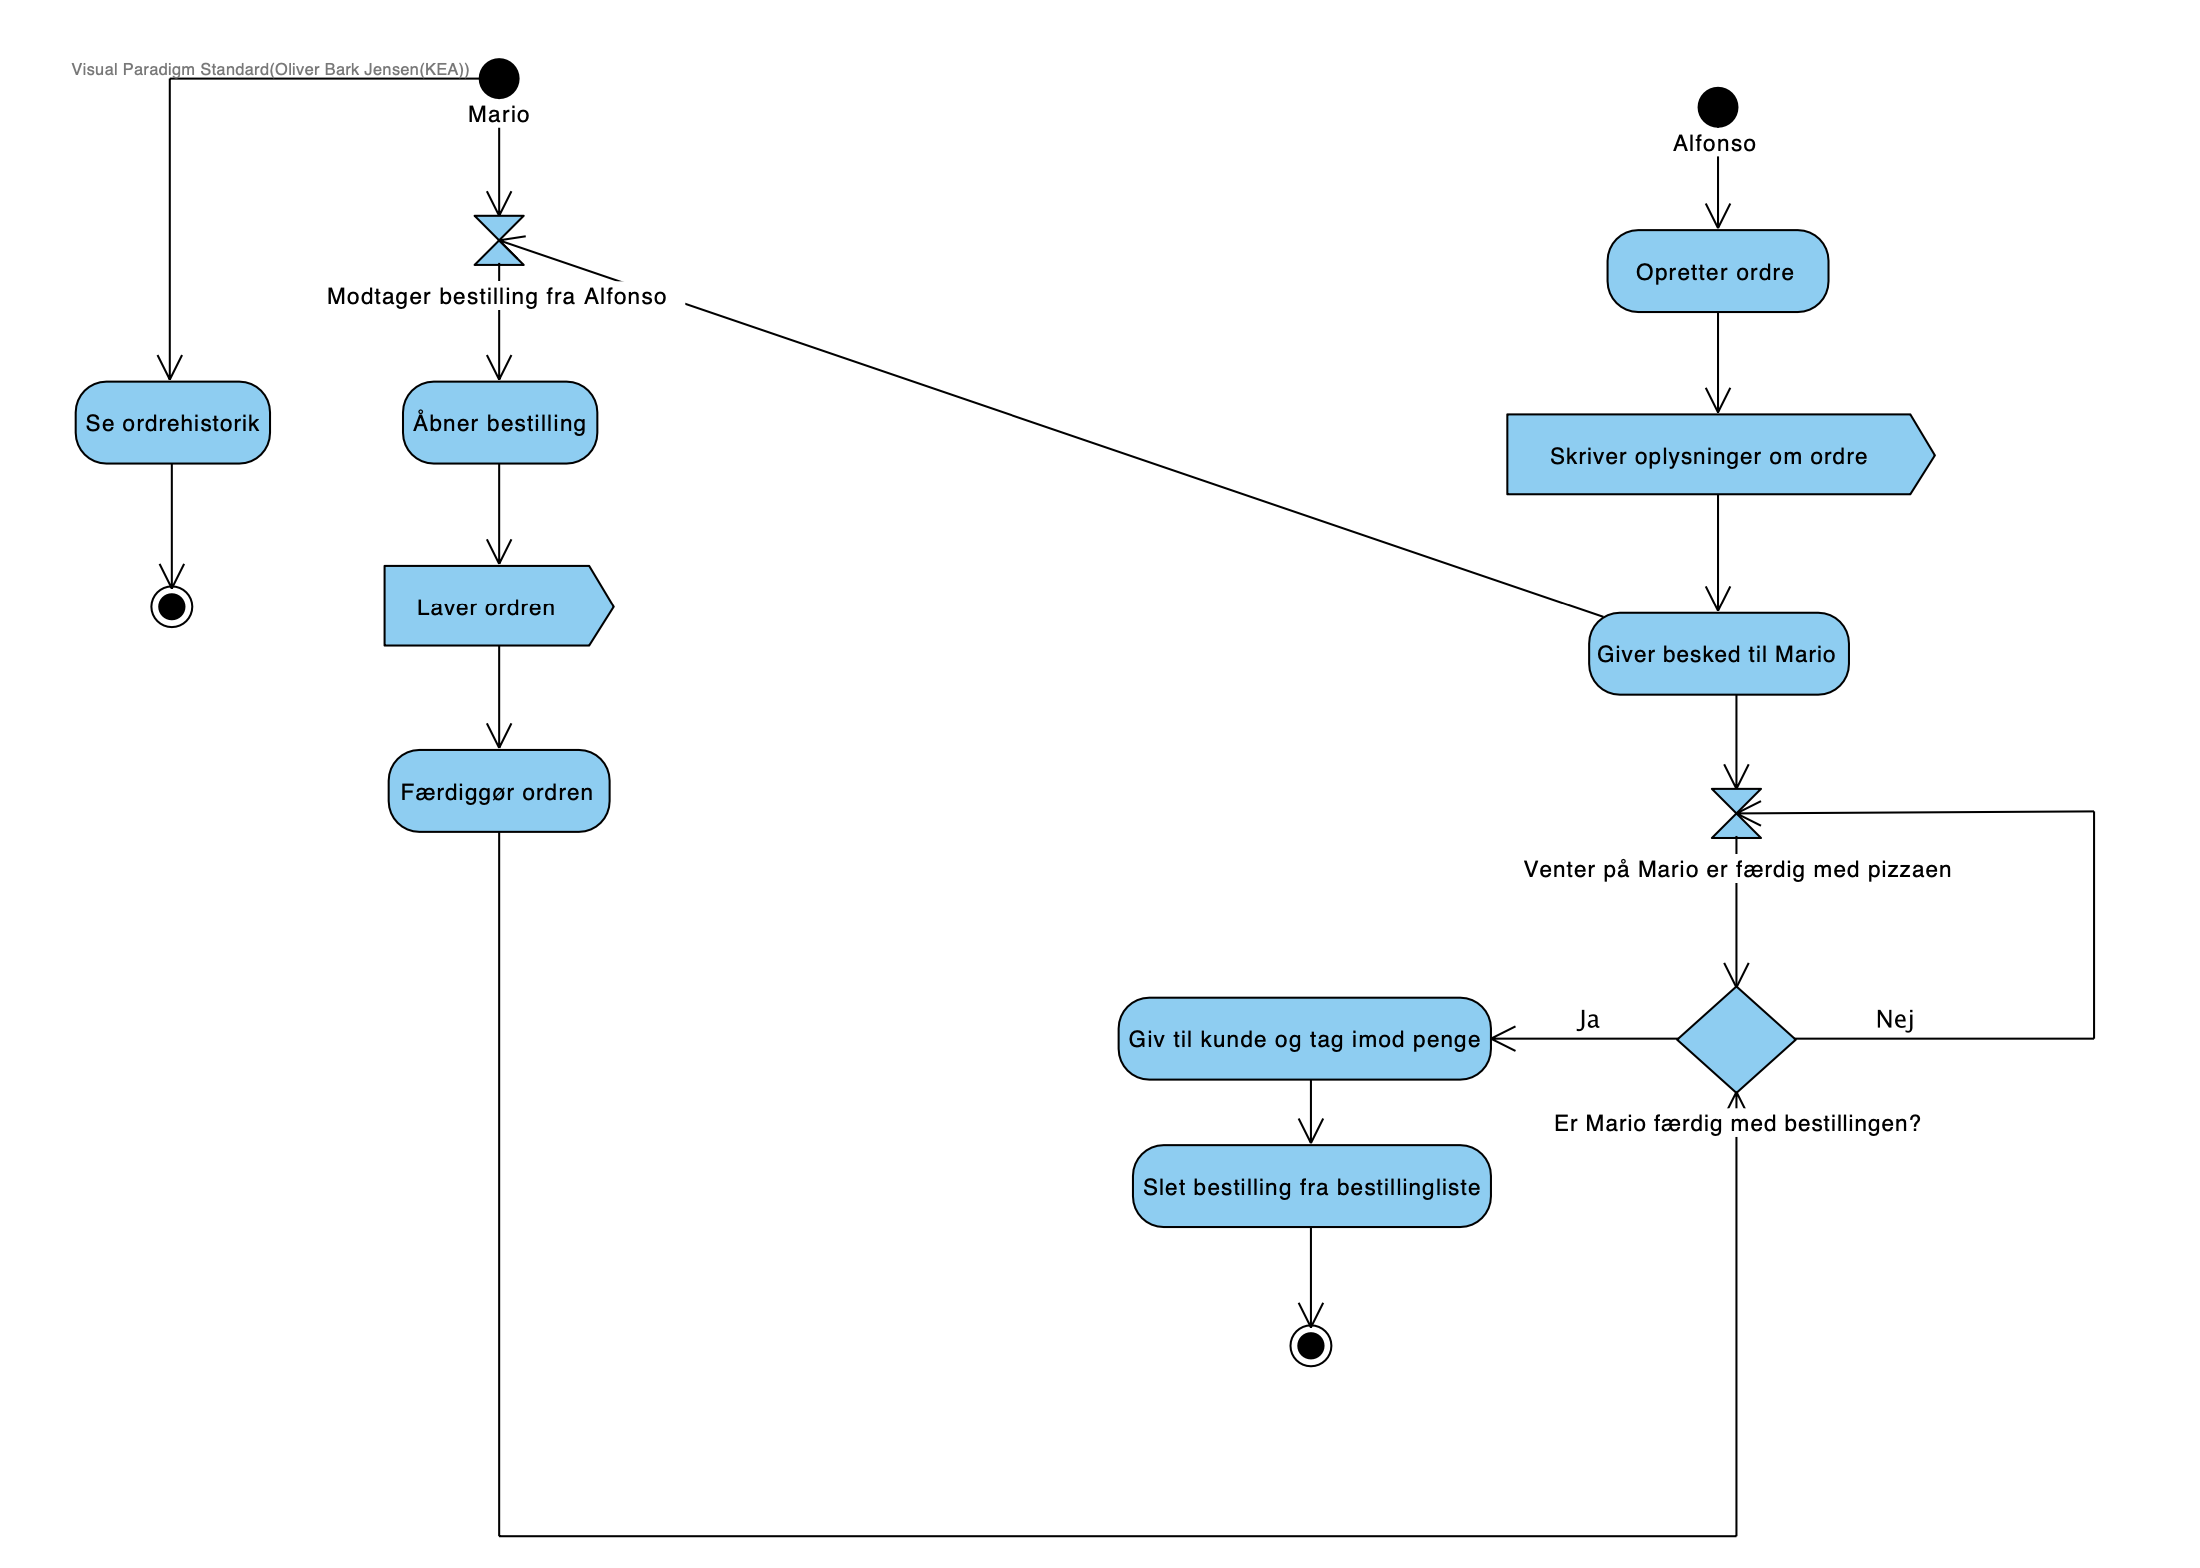 Visual Paradigm Standard(Oliver Bark Jensen(KEA))
Mario
Alfonso
Opretter ordre
Modtager bestilling fra Alfonso
Se ordrehistorik
Åbner bestilling
Skriver oplysninger om ordre
Laver ordren
Giver besked til Mario
Færdiggør ordren
Venter på Mario er færdig med pizzaen
Ja
Nej
Giv til kunde og tag imod penge
Er Mario færdig med bestillingen?
Slet bestilling fra bestillingliste